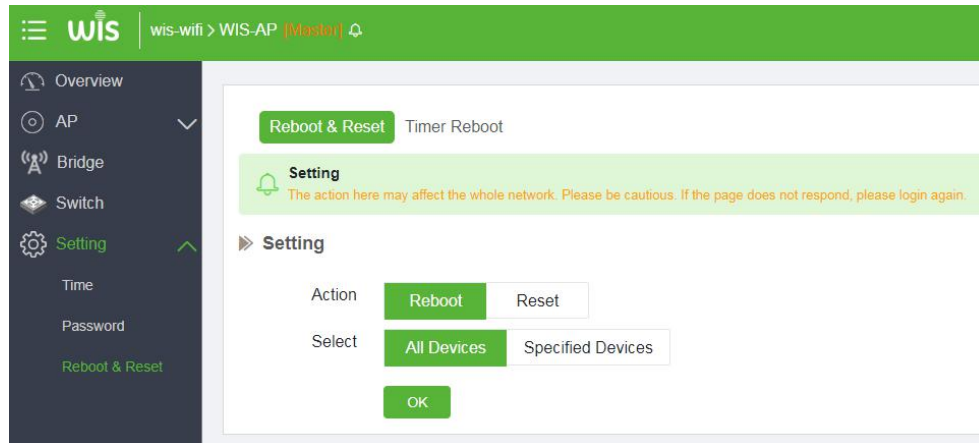 wis wis-wifi > WIS-AP [Master]
Overview
AP
Bridge
Switch
Setting
Time
Password
Reboot & Reset
Reboot & Reset Timer Reboot
Setting
The action here may affect the whole network. Please be cautious. If the page does not respond, please login again.
Setting
Action Reboot Reset
Select All Devices Specified Devices
OK